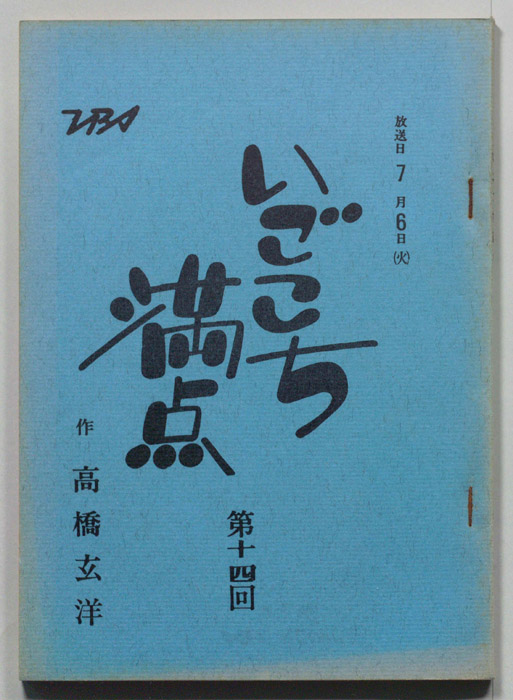 放送日 7月6日(火)
TBS
いごこち
満点
第十四回
作 高橋玄洋